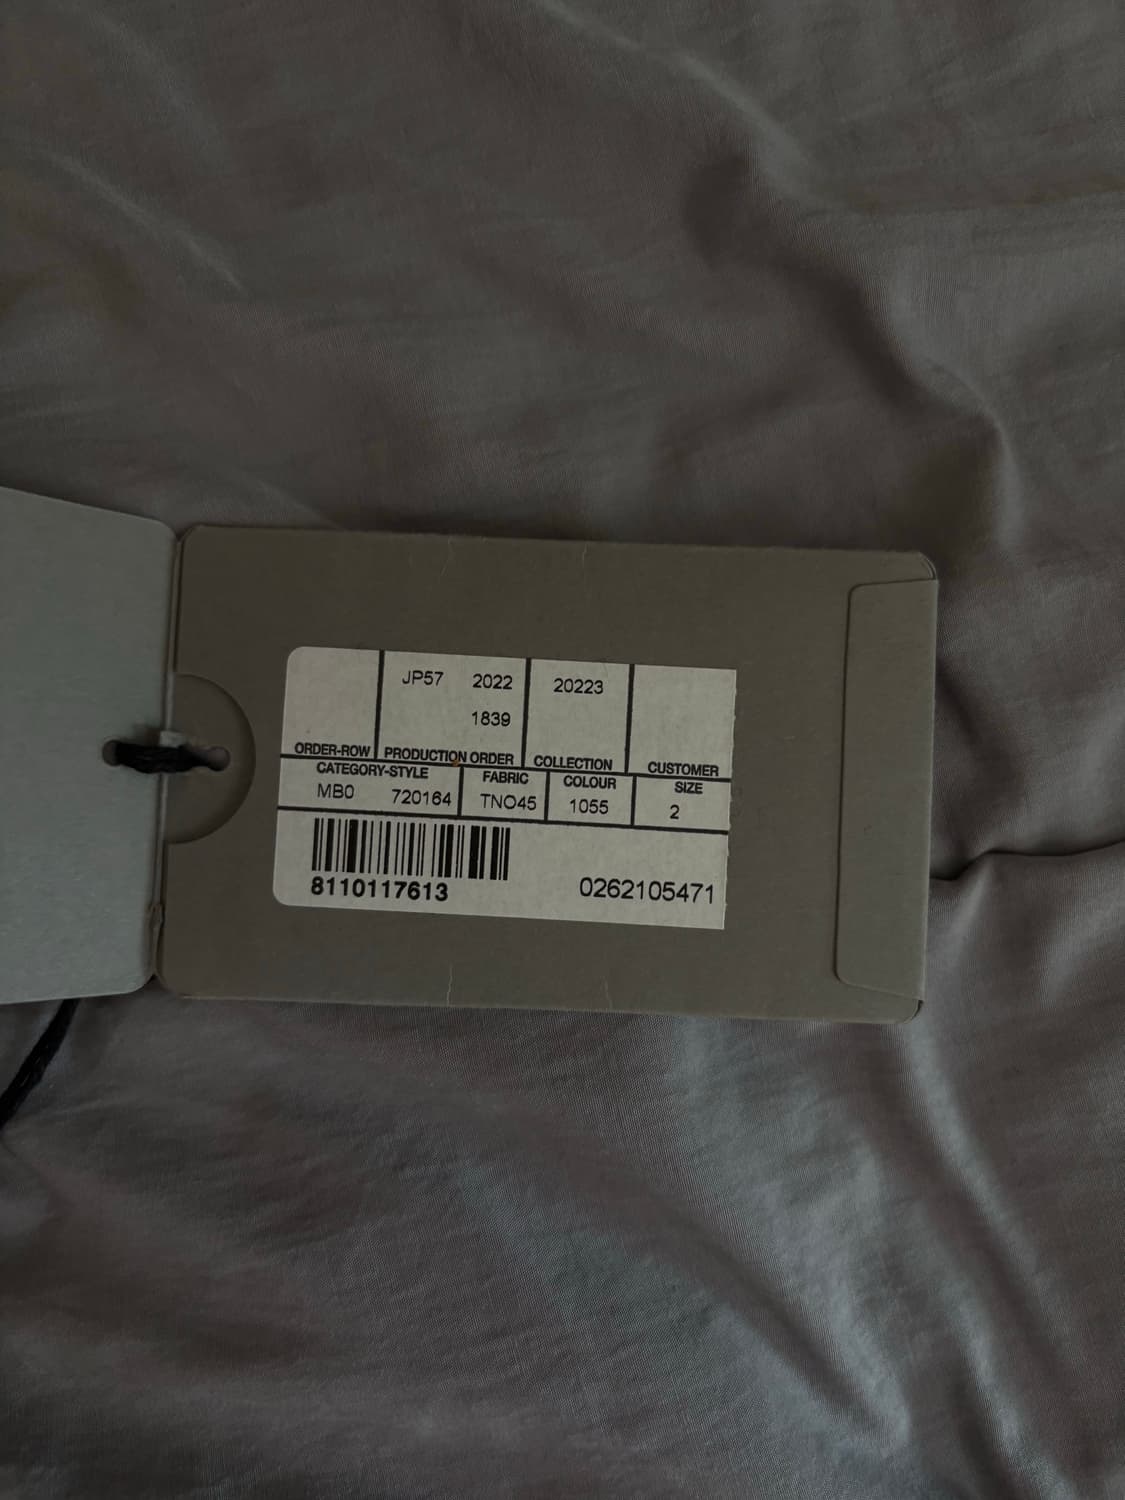 JP57 2022 20223
1839
ORDER-ROW PRODUCTION ORDER COLLECTION CUSTOMER
CATEGORY-STYLE FABRIC COLOUR SIZE
MB0 720164 TNO45 1055 2
8110117613 0262105471